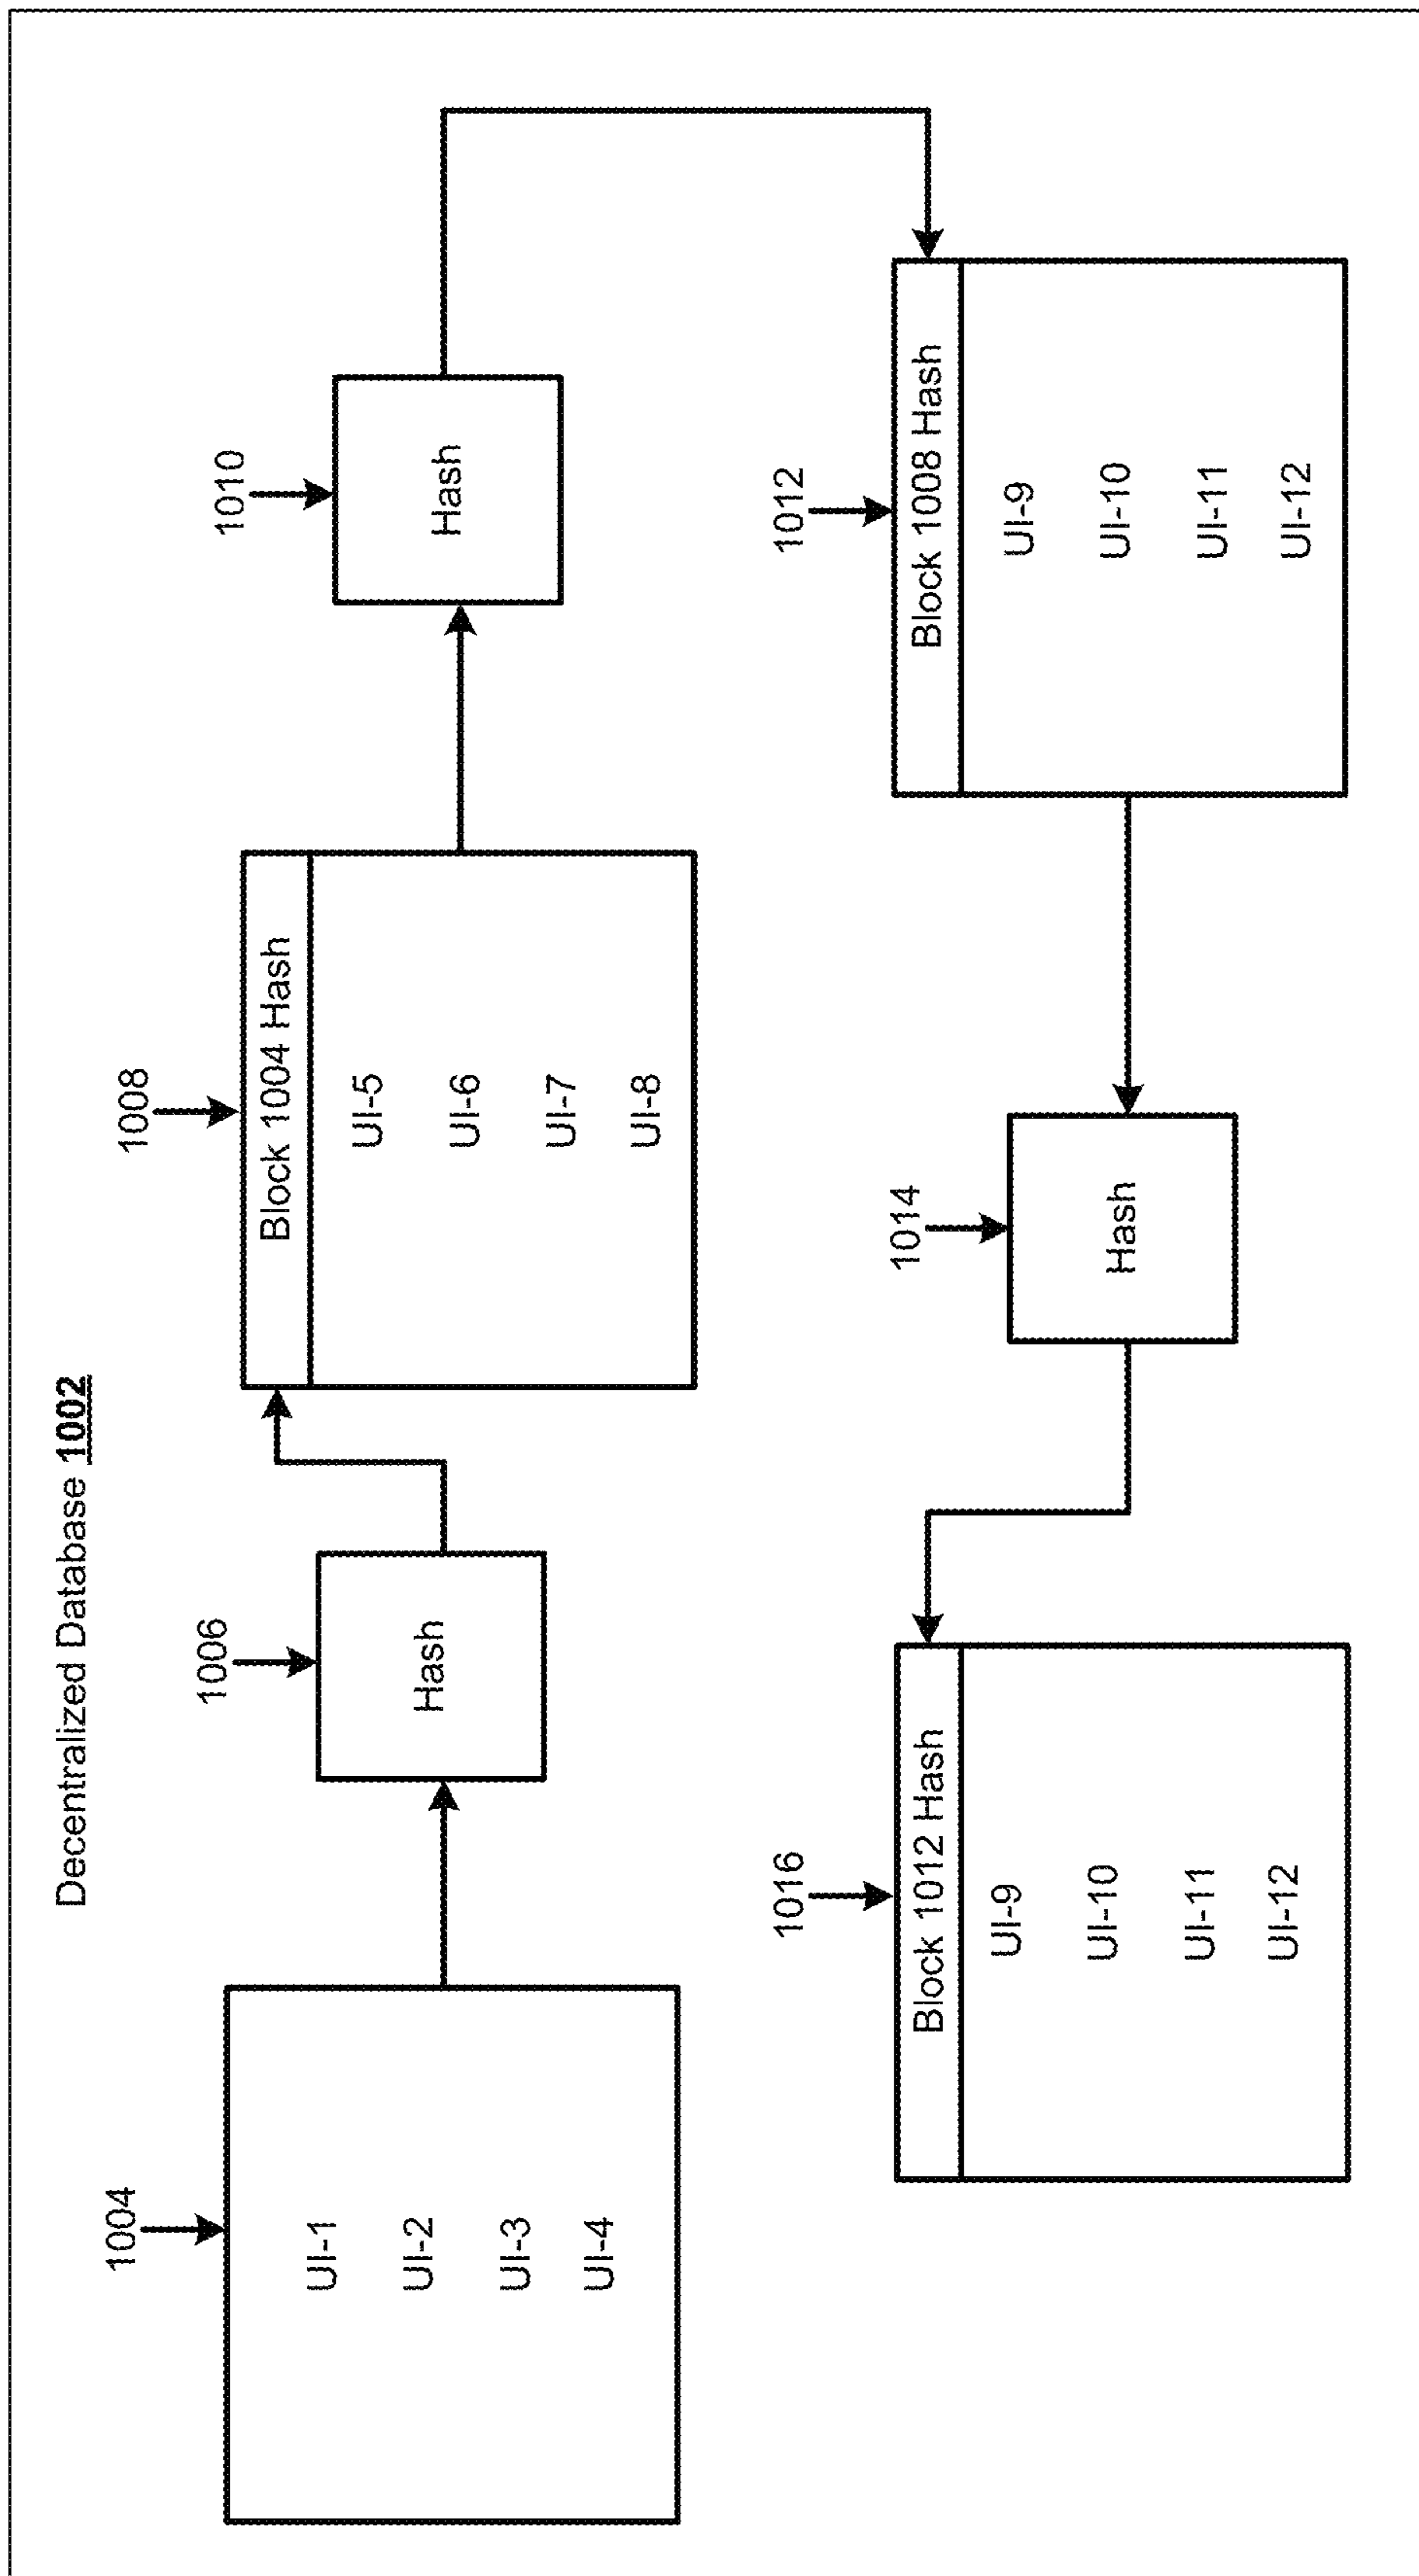 Decentralized Database 1002
1004
UI-1
UI-2
UI-3
UI-4
1006
Hash
1008
Block 1004 Hash
UI-5
UI-6
UI-7
UI-8
1010
Hash
1016
Block 1012 Hash
UI-9
UI-10
UI-11
UI-12
1014
Hash
1012
Block 1008 Hash
UI-9
UI-10
UI-11
UI-12